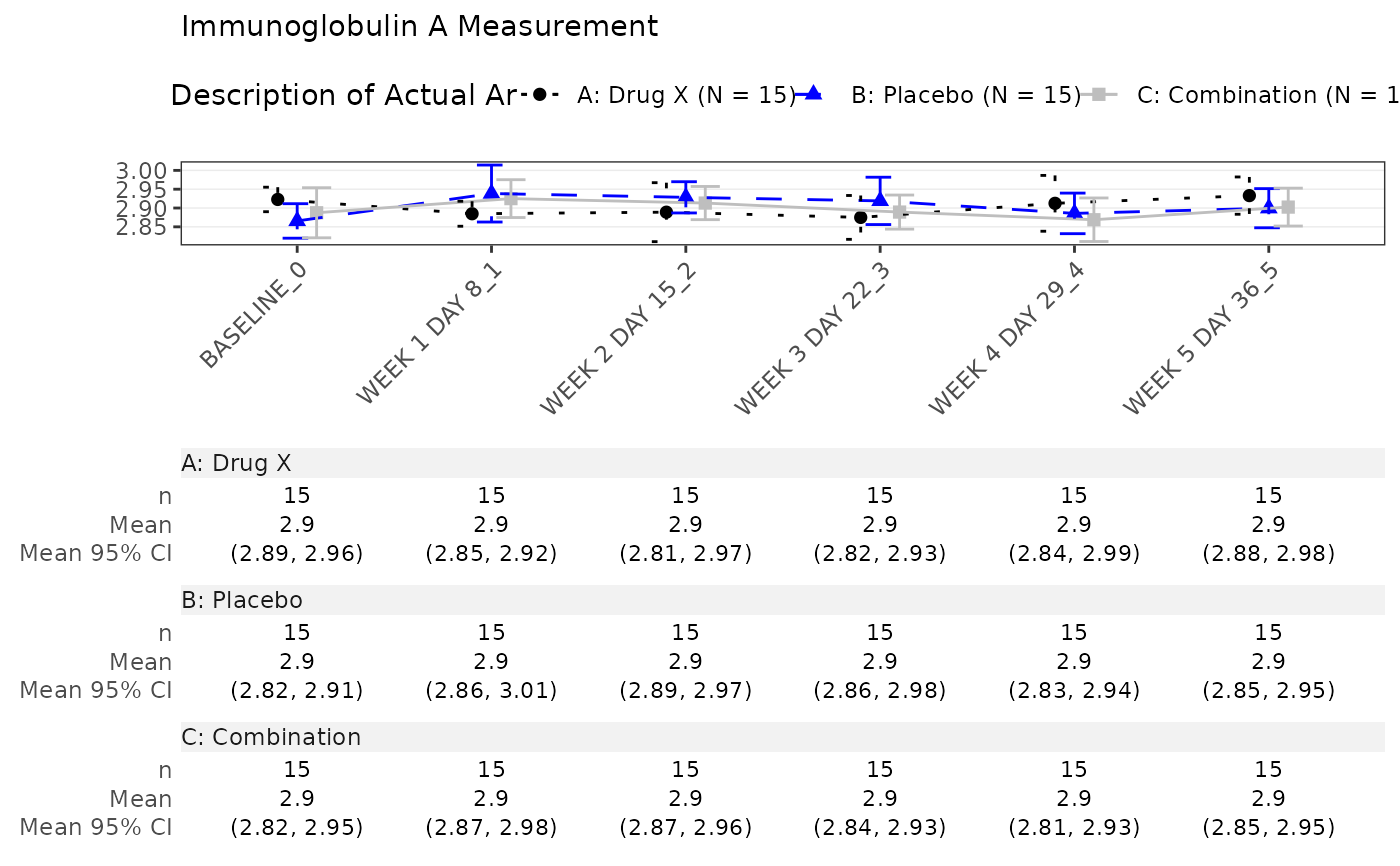 Immunoglobulin A Measurement
Description of Actual Ar A: Drug X (N = 15) B: Placebo (N = 15) C: Combination (N = 1
3.00
2.95
2.90
2.85
BASELINE_0 WEEK 1 DAY 8_1 WEEK 2 DAY 15_2 WEEK 3 DAY 22_3 WEEK 4 DAY 29_4 WEEK 5 DAY 36_5
A: Drug X
n 15 15 15 15 15 15
Mean 2.9 2.9 2.9 2.9 2.9 2.9
Mean 95% CI (2.89, 2.96) (2.85, 2.92) (2.81, 2.97) (2.82, 2.93) (2.84, 2.99) (2.88, 2.98)
B: Placebo
n 15 15 15 15 15 15
Mean 2.9 2.9 2.9 2.9 2.9 2.9
Mean 95% CI (2.82, 2.91) (2.86, 3.01) (2.89, 2.97) (2.86, 2.98) (2.83, 2.94) (2.85, 2.95)
C: Combination
n 15 15 15 15 15 15
Mean 2.9 2.9 2.9 2.9 2.9 2.9
Mean 95% CI (2.82, 2.95) (2.87, 2.98) (2.87, 2.96) (2.84, 2.93) (2.81, 2.93) (2.85, 2.95)